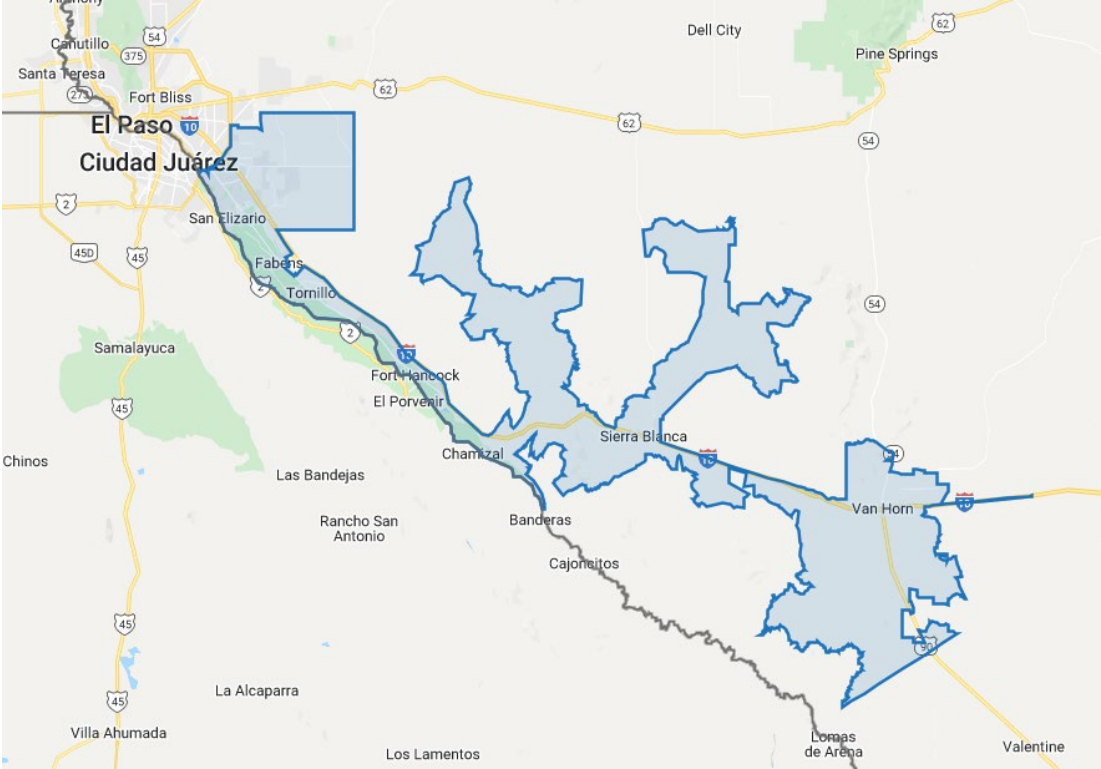 Anthony
Dell City
62
Canutillo
54
Pine Springs
375
Santa Teresa
62
273
Fort Bliss
62
El Paso
10
54
Ciudad Juárez
2
San Elizario
45D
45
Fabens
2
Tornillo
54
2
Samalayuca
10
Fort Hancock
El Porvenir
45
Sierra Blanca
Chamizal
54
Chinos
10
Las Bandejas
10
Van Horn
Rancho San
Antonio
Banderas
Cajoncitos
45
90
La Alcaparra
45
Villa Ahumada
Lomas
de Arena
Los Lamentos
Valentine